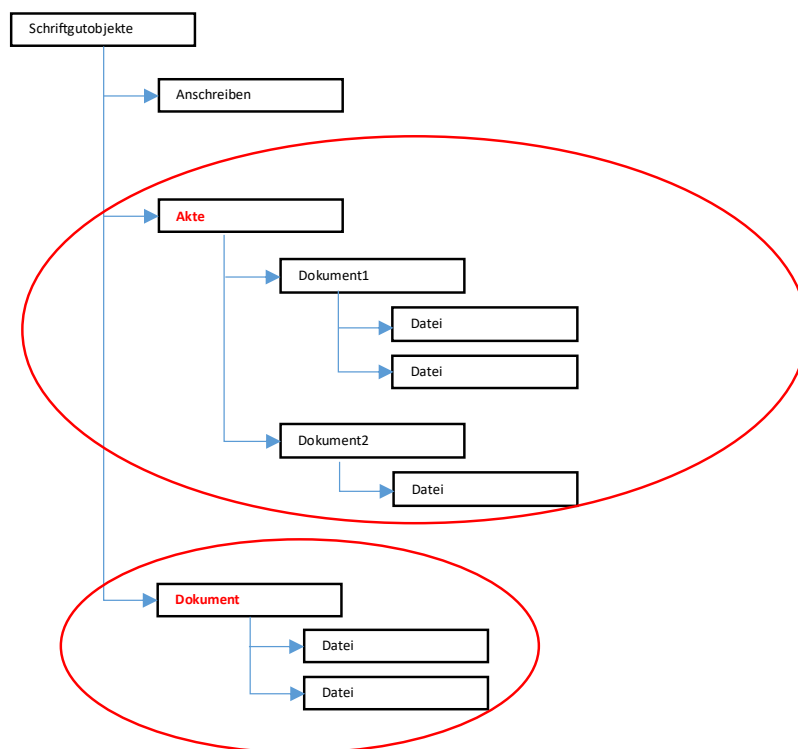 Schriftgutobjekte
Anschreiben
Akte
Dokument1
Datei
Datei
Dokument2
Datei
Dokument
Datei
Datei